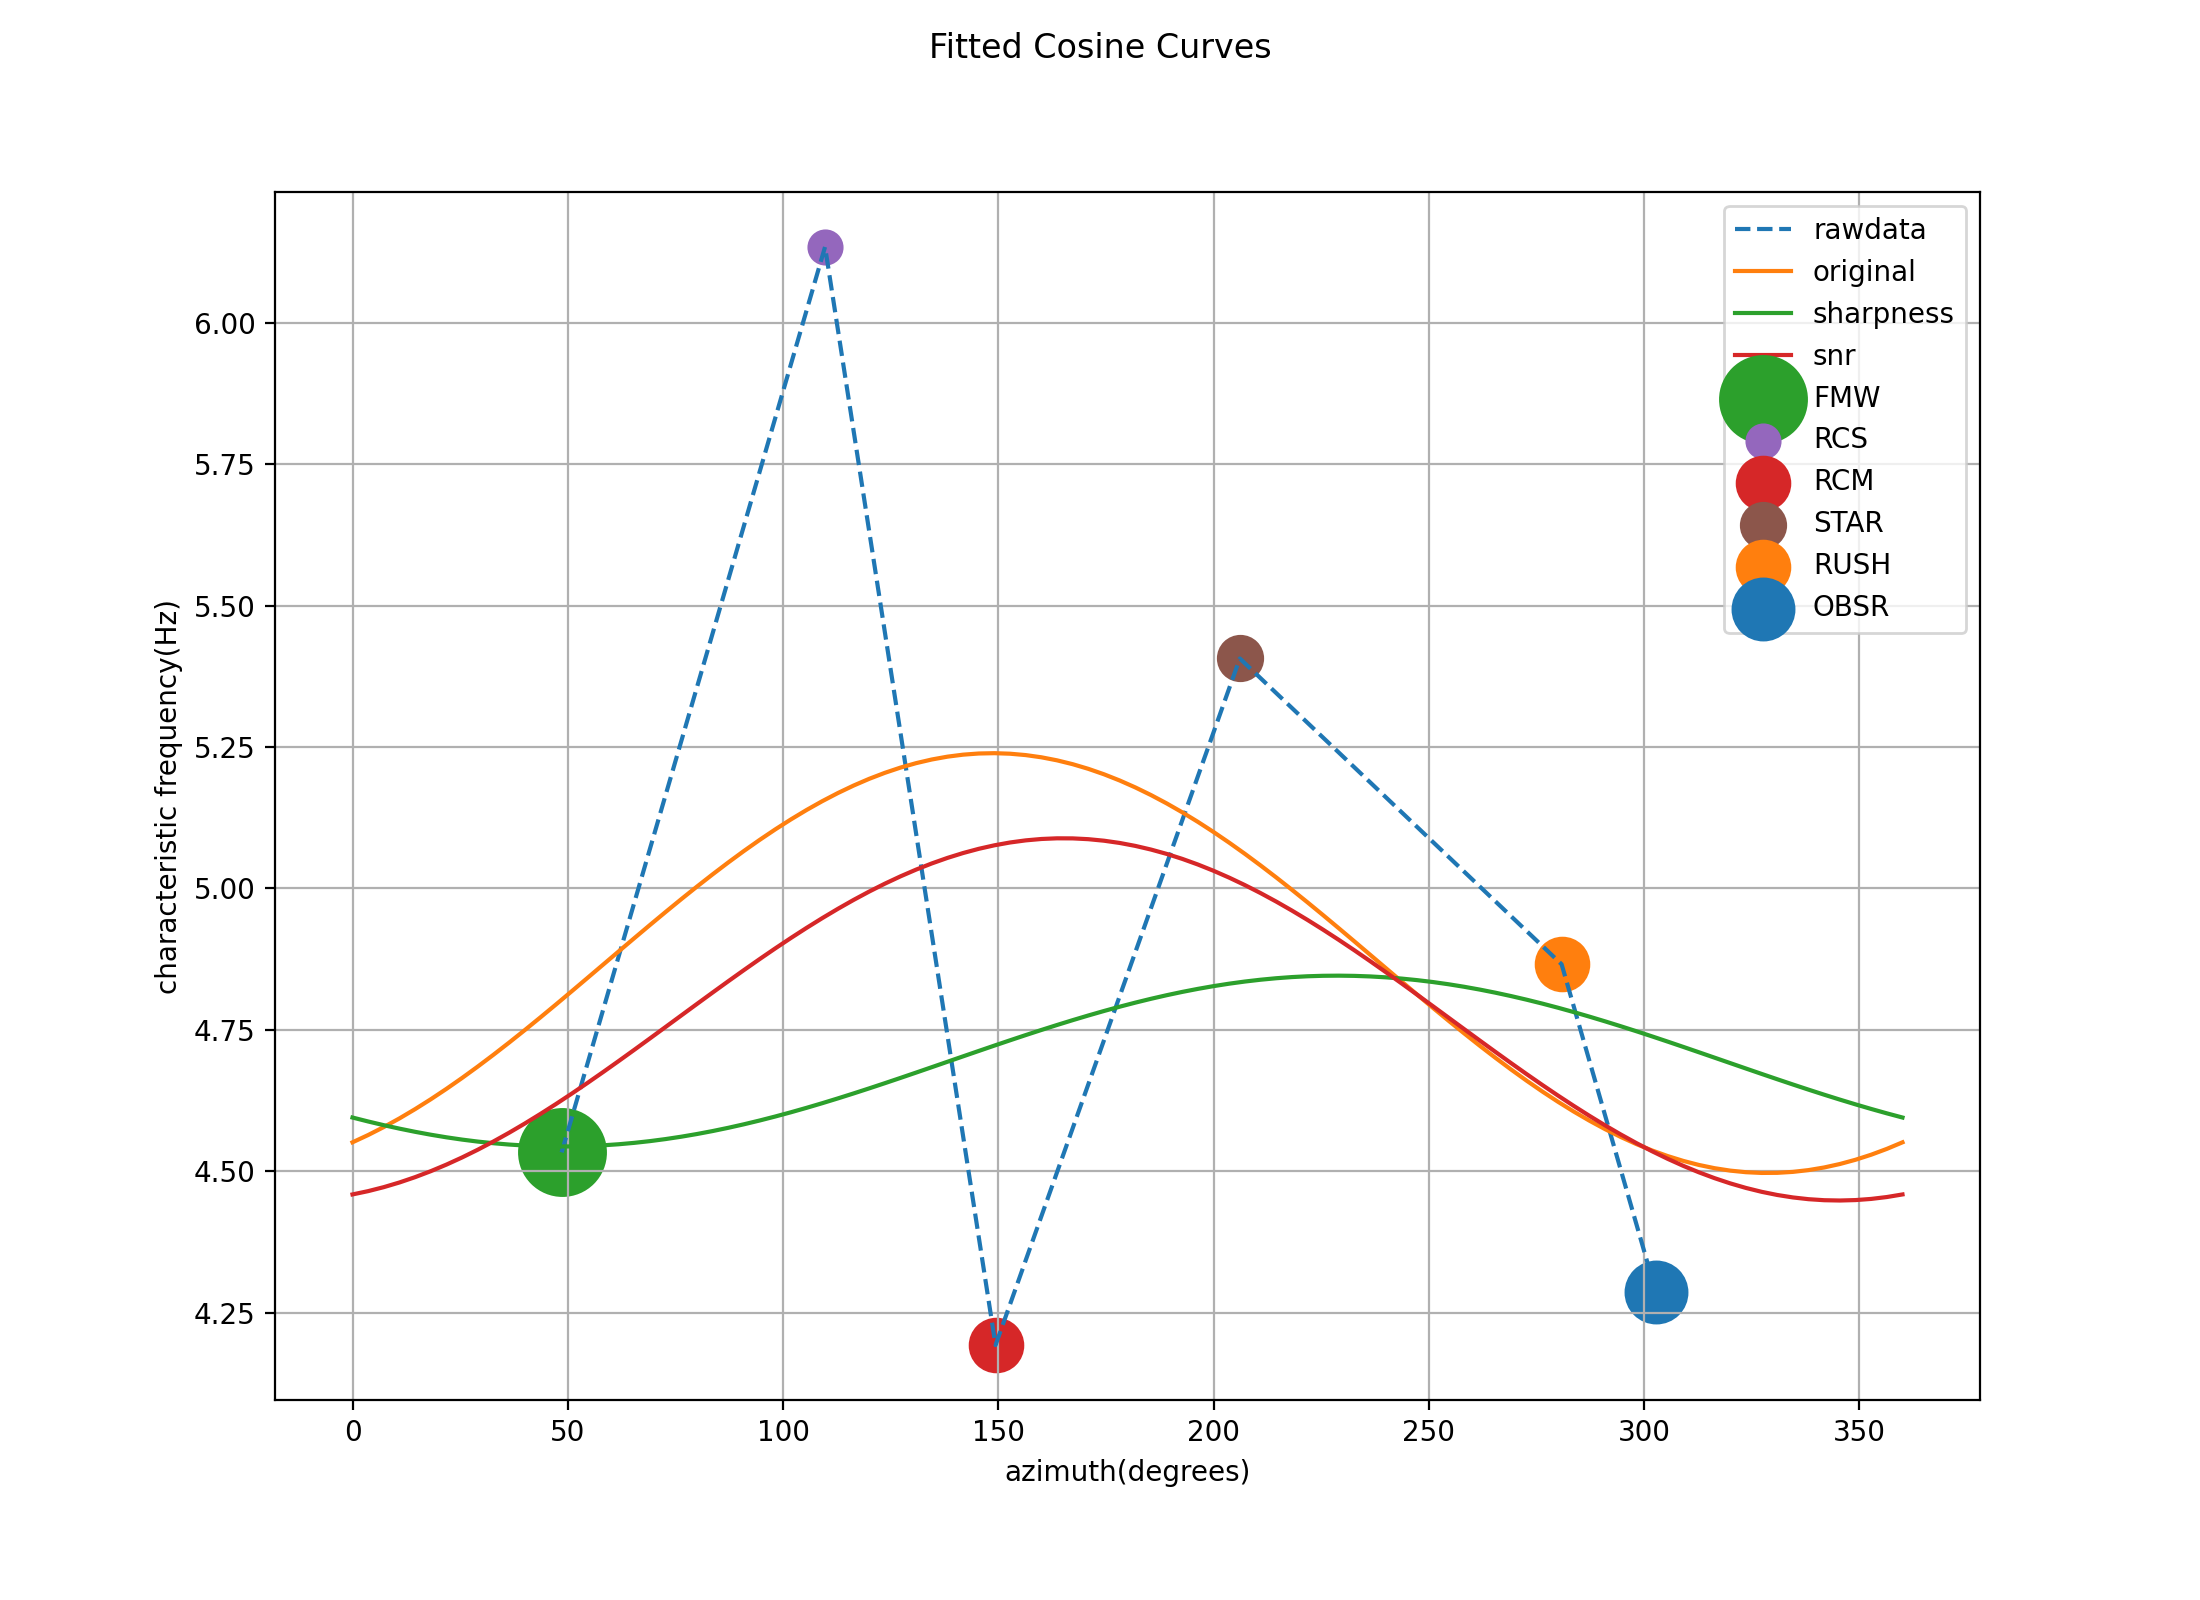 Fitted Cosine Curves
characteristic frequency(Hz)
6.00
5.75
5.50
5.25
5.00
4.75
4.50
4.25
rawdata
original
sharpness
snr
FMW
RCS
RCM
STAR
RUSH
OBSR
0 50 100 150 200 250 300 350
azimuth(degrees)